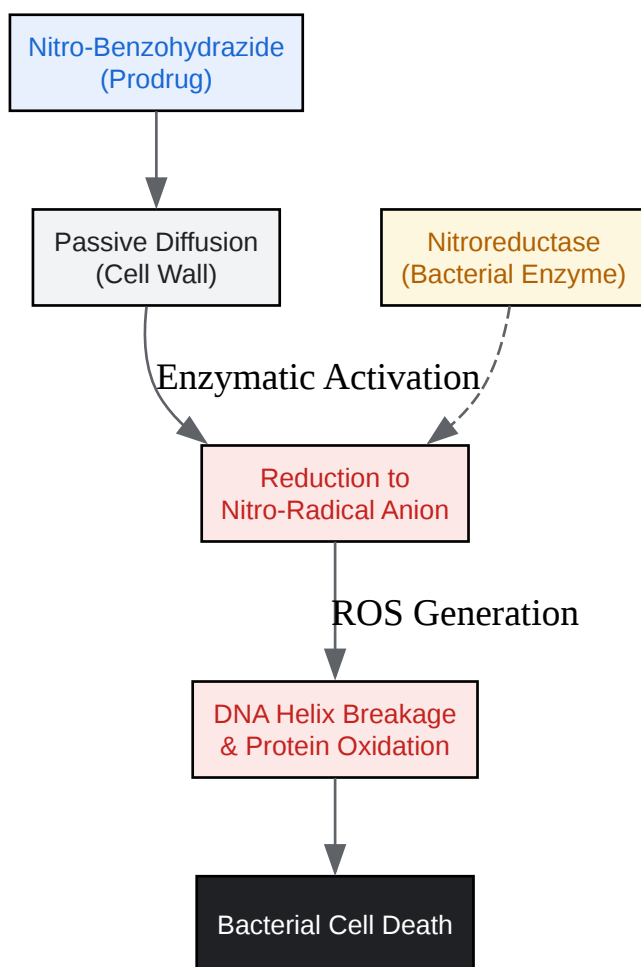 Nitro-Benzohydrazide
(Prodrug)
Passive Diffusion
(Cell Wall)
Nitroreductase
(Bacterial Enzyme)
Enzymatic Activation
Reduction to
Nitro-Radical Anion
ROS Generation
DNA Helix Breakage
& Protein Oxidation
Bacterial Cell Death